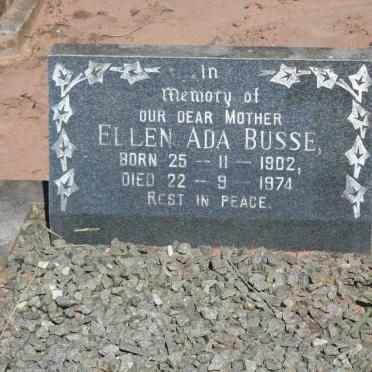 In
Memory of
OUR DEAR MOTHER
ELLEN ADA BUSSE,
BORN 25 - 11 - 1902,
DIED 22 - 9 - 1974
REST IN PEACE.